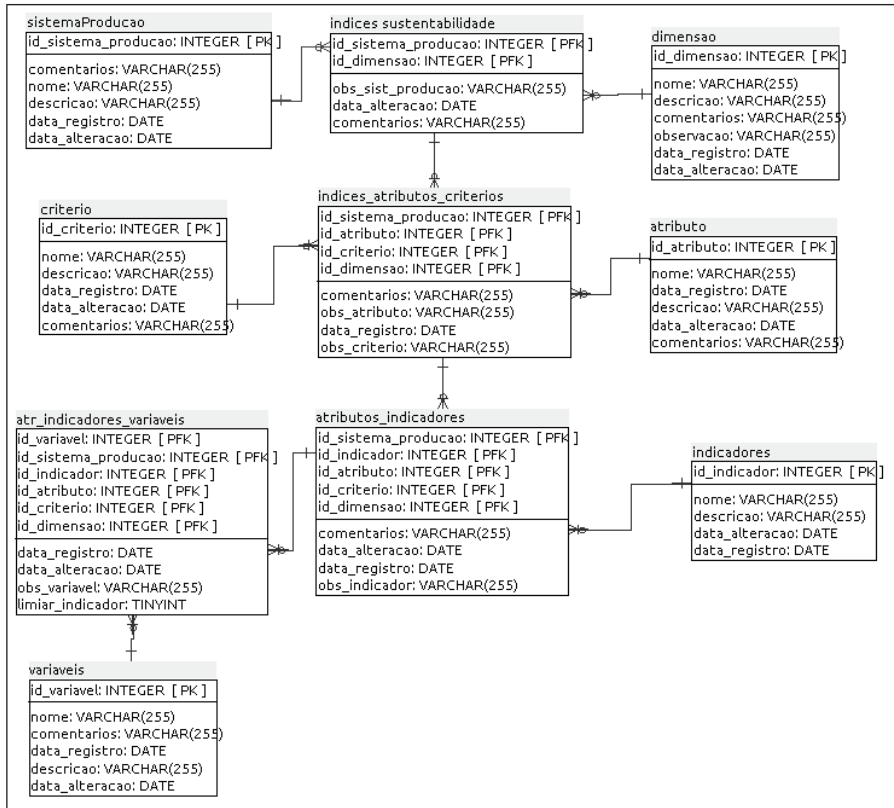 sistemaProducao
id_sistema_producao: INTEGER [ PK ]
comentarios: VARCHAR(255)
nome: VARCHAR(255)
descricao: VARCHAR(255)
data_registro: DATE
data_alteracao: DATE
indices sustentabilidade
id_sistema_producao: INTEGER [ PFK ]
id_dimensao: INTEGER [ PFK ]
obs_sist_producao: VARCHAR(255)
data_alteracao: DATE
comentarios: VARCHAR(255)
dimensao
id_dimensao: INTEGER [ PK ]
nome: VARCHAR(255)
descricao: VARCHAR(255)
comentarios: VARCHAR(255)
observacao: VARCHAR(255)
data_registro: DATE
data_alteracao: DATE
criterio
id_criterio: INTEGER [ PK ]
nome: VARCHAR(255)
descricao: VARCHAR(255)
data_registro: DATE
data_alteracao: DATE
comentarios: VARCHAR(255)
indices_atributos_criterios
id_sistema_producao: INTEGER [ PFK ]
id_atributo: INTEGER [ PFK ]
id_criterio: INTEGER [ PFK ]
id_dimensao: INTEGER [ PFK ]
comentarios: VARCHAR(255)
obs_atributo: VARCHAR(255)
data_registro: DATE
obs_criterio: VARCHAR(255)
atributo
id_atributo: INTEGER [ PK ]
nome: VARCHAR(255)
data_registro: DATE
descricao: VARCHAR(255)
data_alteracao: DATE
comentarios: VARCHAR(255)
atr_indicadores_variaveis
id_variavel: INTEGER [ PFK ]
id_sistema_producao: INTEGER [ PFK ]
id_indicador: INTEGER [ PFK ]
id_atributo: INTEGER [ PFK ]
id_criterio: INTEGER [ PFK ]
id_dimensao: INTEGER [ PFK ]
data_registro: DATE
data_alteracao: DATE
obs_variavel: VARCHAR(255)
limiar_indicador: TINYINT
atributos_indicadores
id_sistema_producao: INTEGER [ PFK ]
id_indicador: INTEGER [ PFK ]
id_atributo: INTEGER [ PFK ]
id_criterio: INTEGER [ PFK ]
id_dimensao: INTEGER [ PFK ]
comentarios: VARCHAR(255)
data_alteracao: DATE
data_registro: DATE
obs_indicador: VARCHAR(255)
indicadores
id_indicador: INTEGER [ PK ]
nome: VARCHAR(255)
descricao: VARCHAR(255)
data_alteracao: DATE
data_registro: DATE
variaveis
id_variavel: INTEGER [ PK ]
nome: VARCHAR(255)
comentarios: VARCHAR(255)
data_registro: DATE
descricao: VARCHAR(255)
data_alteracao: DATE